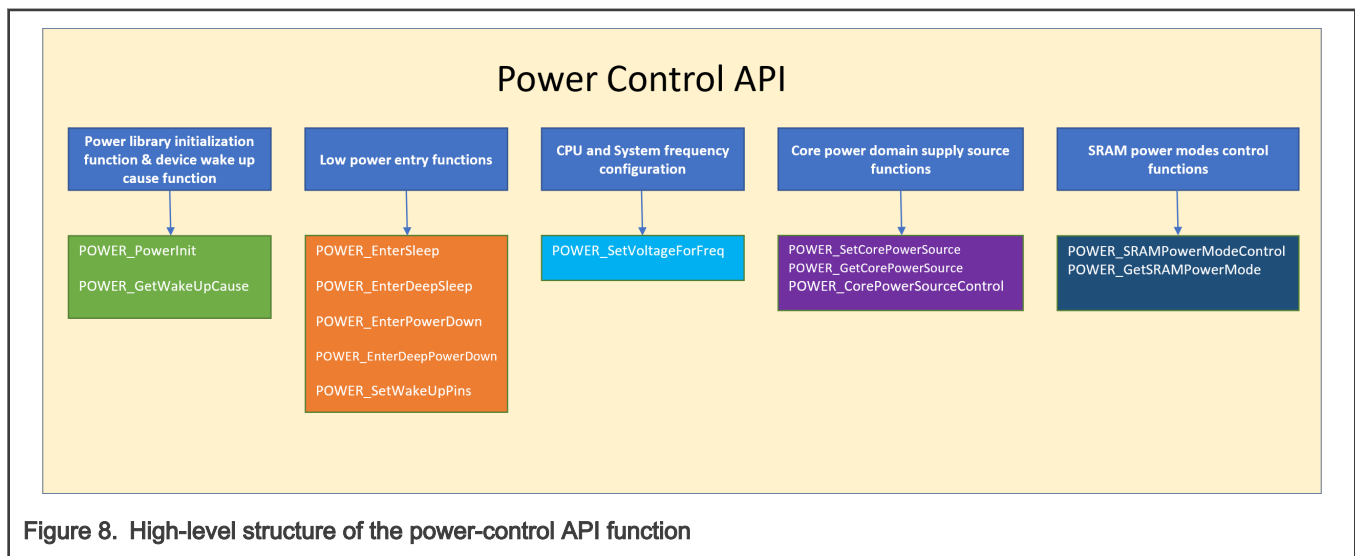 Power Control API
Power library initialization
function & device wake up
cause function
POWER_PowerInit
POWER_GetWakeUpCause
Low power entry functions
POWER_EnterSleep
POWER_EnterDeepSleep
POWER_EnterPowerDown
POWER_EnterDeepPowerDown
POWER_SetWakeUpPins
CPU and System frequency
configuration
POWER_SetVoltageForFreq
Core power domain supply source
functions
POWER_SetCorePowerSource
POWER_GetCorePowerSource
POWER_CorePowerSourceControl
SRAM power modes control
functions
POWER_SRAMPowerModeControl
POWER_GetSRAMPowerMode
Figure 8. High-level structure of the power-control API function